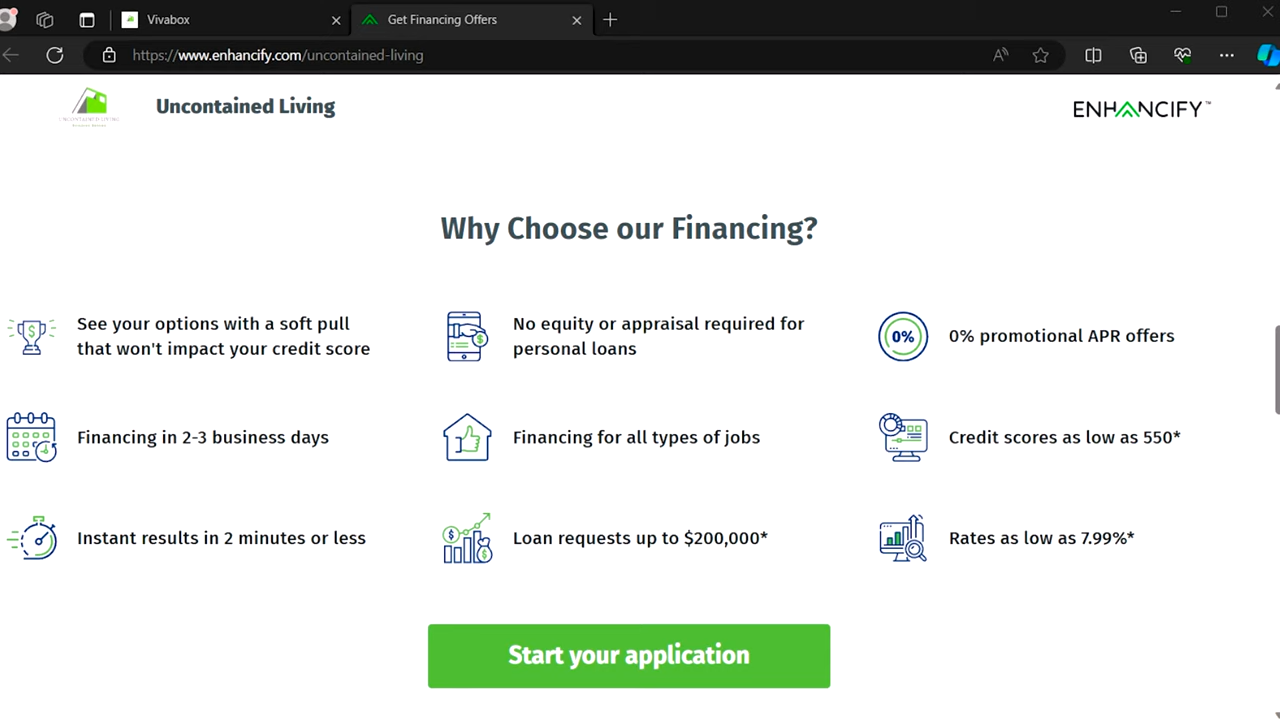 Vivabox
Get Financing Offers
https://www.enhancify.com/uncontained-living
Uncontained Living
ENHANCIFY™
Why Choose our Financing?
See your options with a soft pull
that won't impact your credit score
No equity or appraisal required for
personal loans
0%
0% promotional APR offers
Financing in 2-3 business days
Financing for all types of jobs
Credit scores as low as 550*
Instant results in 2 minutes or less
Loan requests up to $200,000*
Rates as low as 7.99%*
Start your application